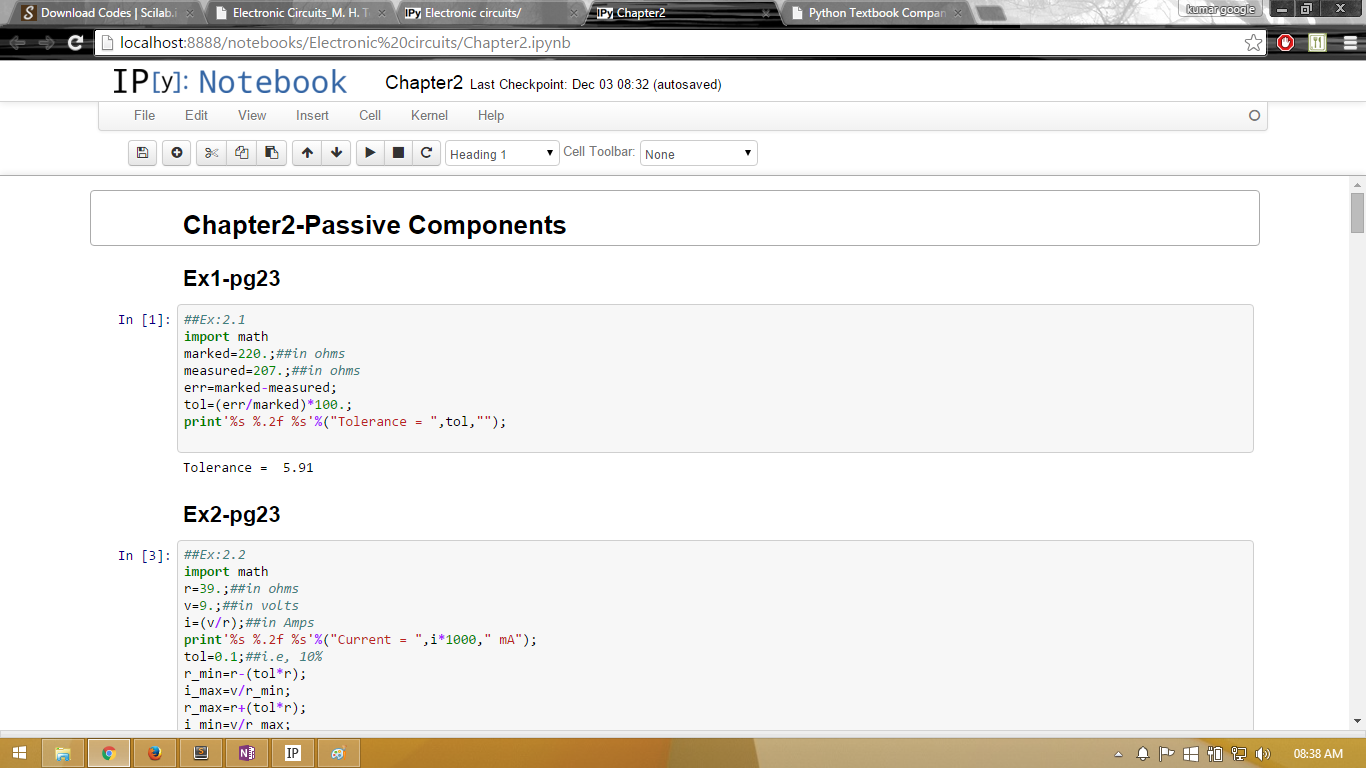 Download Codes | Scilab.i
Electronic Circuits_M. H. T
IPy Electronic circuits/
IPy Chapter2
Python Textbook Compan
kumar google
localhost:8888/notebooks/Electronic%20circuits/Chapter2.ipynb
IP[y]: Notebook
Chapter2 Last Checkpoint: Dec 03 08:32 (autosaved)
File Edit View Insert Cell Kernel Help
Heading 1 Cell Toolbar: None
Chapter2-Passive Components
Ex1-pg23
In [1]: ##Ex:2.1
import math
marked=220.;##in ohms
measured=207.;##in ohms
err=marked-measured;
tol=(err/marked)*100.;
print'%s %.2f %s'%("Tolerance = ",tol,"");
Tolerance =  5.91
Ex2-pg23
In [3]: ##Ex:2.2
import math
r=39.;##in ohms
v=9.;##in volts
i=(v/r);##in Amps
print'%s %.2f %s'%("Current = ",i*1000," mA");
tol=0.1;##i.e, 10%
r_min=r-(tol*r);
i_max=v/r_min;
r_max=r+(tol*r);
i_min=v/r_max;
IP
08:38 AM